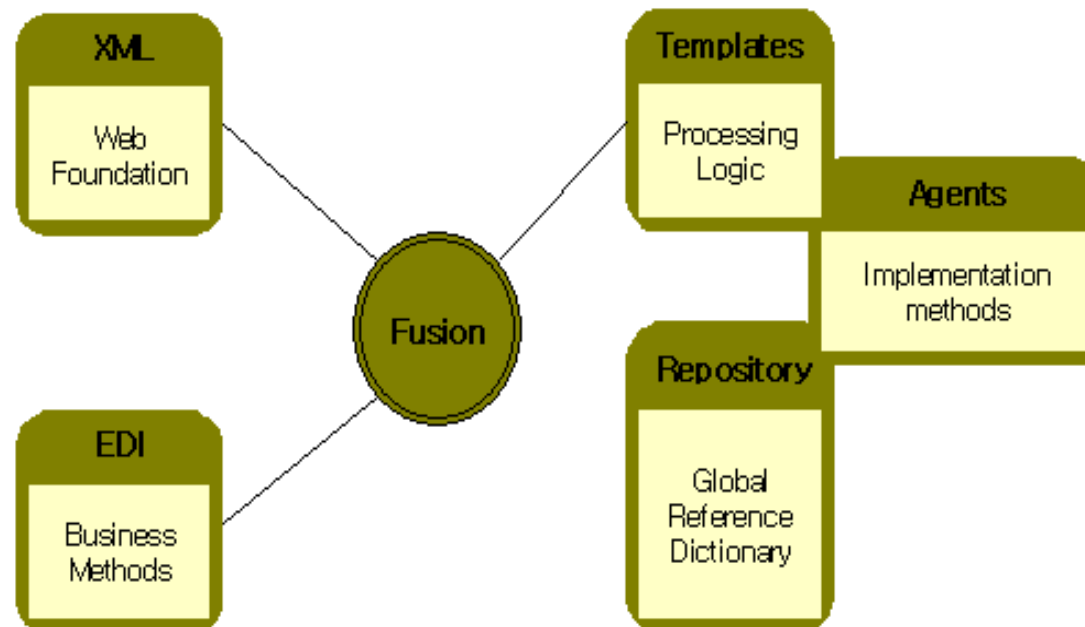 XML
Web
Foundation
Templates
Processing
Logic
Agents
Implementation
methods
Fusion
EDI
Business
Methods
Repository
Global
Reference
Dictionary